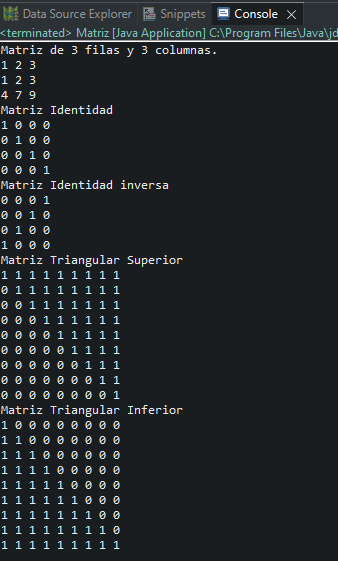 Data Source Explorer Snippets Console
<terminated> Matriz [Java Application] C:\Program Files\Java\jd
Matriz de 3 filas y 3 columnas.
1 2 3
1 2 3
4 7 9
Matriz Identidad
1 0 0 0
0 1 0 0
0 0 1 0
0 0 0 1
Matriz Identidad inversa
0 0 0 1
0 0 1 0
0 1 0 0
1 0 0 0
Matriz Triangular Superior
1 1 1 1 1 1 1 1 1
0 1 1 1 1 1 1 1 1
0 0 1 1 1 1 1 1 1
0 0 0 1 1 1 1 1 1
0 0 0 0 1 1 1 1 1
0 0 0 0 0 1 1 1 1
0 0 0 0 0 0 1 1 1
0 0 0 0 0 0 0 1 1
0 0 0 0 0 0 0 0 1
Matriz Triangular Inferior
1 0 0 0 0 0 0 0 0
1 1 0 0 0 0 0 0 0
1 1 1 0 0 0 0 0 0
1 1 1 1 0 0 0 0 0
1 1 1 1 1 0 0 0 0
1 1 1 1 1 1 0 0 0
1 1 1 1 1 1 1 0 0
1 1 1 1 1 1 1 1 0
1 1 1 1 1 1 1 1 1